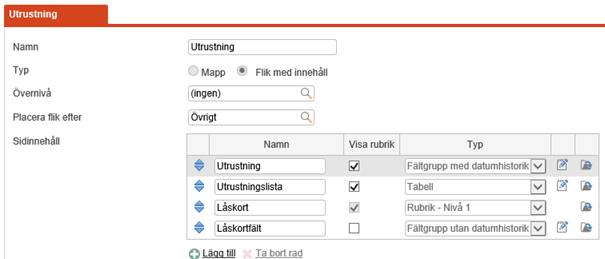 Utrustning
Namn Utrustning
Typ Mapp Flik med innehåll
Övernivå (ingen)
Placera flik efter Övrigt
Sidinnehåll
Namn Visa rubrik Typ
Utrustning Fältgrupp med datumhistorik
Utrustningslista Tabell
Låskort Rubrik - Nivå 1
Låskortfält Fältgrupp utan datumhistorik
Lägg till Ta bort rad